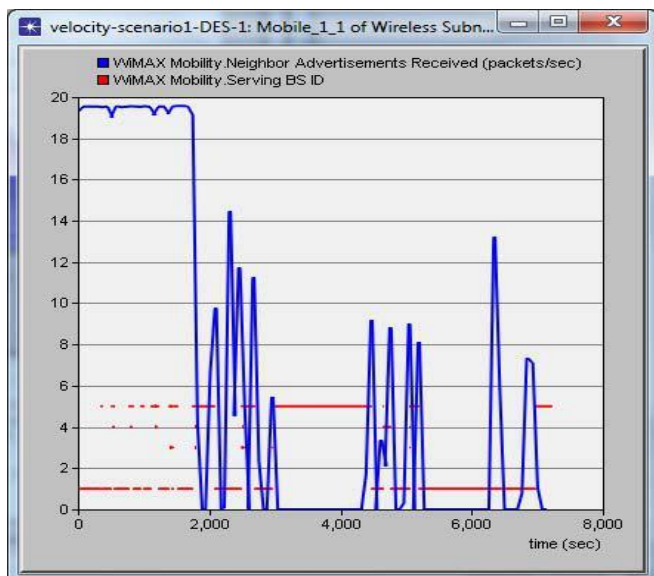 velocity-scenario1-DES-1: Mobile_1_1 of Wireless Subn...
WiMAX Mobility.Neighbor Advertisements Received (packets/sec)
WiMAX Mobility.Serving BS ID
20
18
16
14
12
10
8
6
4
2
0
0 2,000 4,000 6,000 8,000
time (sec)